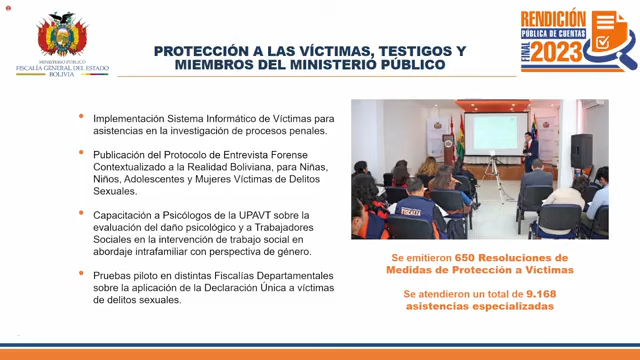 MINISTERIO PÚBLICO
FISCALÍA GENERAL DEL ESTADO
BOLIVIA
PROTECCIÓN A LAS VÍCTIMAS, TESTIGOS Y
MIEMBROS DEL MINISTERIO PÚBLICO
RENDICIÓN
PÚBLICA DE CUENTAS
FINAL 2023
Implementación Sistema Informático de Víctimas para
asistencias en la investigación de procesos penales.
Publicación del Protocolo de Entrevista Forense
Contextualizado a la Realidad Boliviana, para Niñas,
Niños, Adolescentes y Mujeres Víctimas de Delitos
Sexuales.
Capacitación a Psicólogos de la UPAVT sobre la
evaluación del daño psicológico y a Trabajadores
Sociales en la intervención de trabajo social en
abordaje intrafamiliar con perspectiva de género.
Pruebas piloto en distintas Fiscalías Departamentales
sobre la aplicación de la Declaración Única a víctimas
de delitos sexuales.
FISCALÍA
Se emitieron 650 Resoluciones de
Medidas de Protección a Víctimas
Se atendieron un total de 9.168
asistencias especializadas